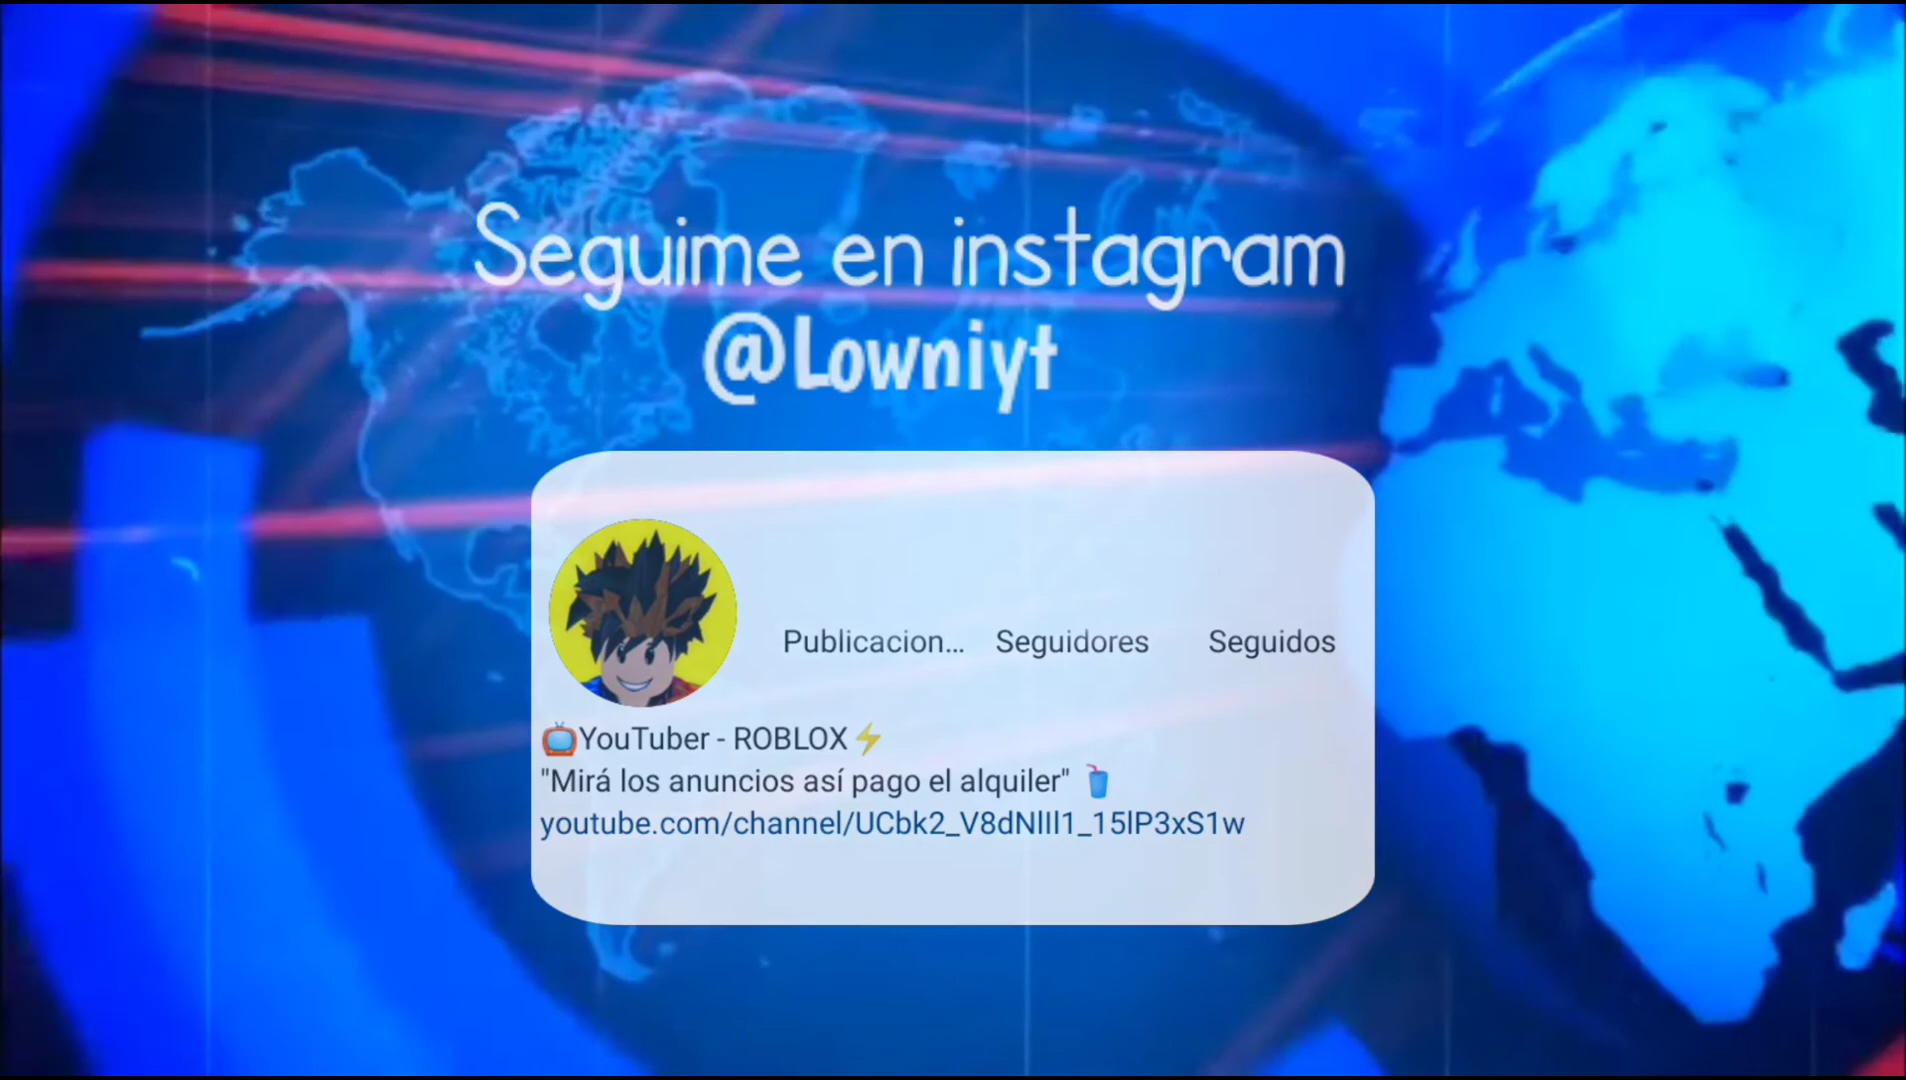 Seguime en instagram
@Lowniyt
Publicacion... Seguidores Seguidos
📺YouTuber - ROBLOX⚡
"Mirá los anuncios así pago el alquiler" 🥤
youtube.com/channel/UCbk2_V8dNlIl1_15lP3xS1w